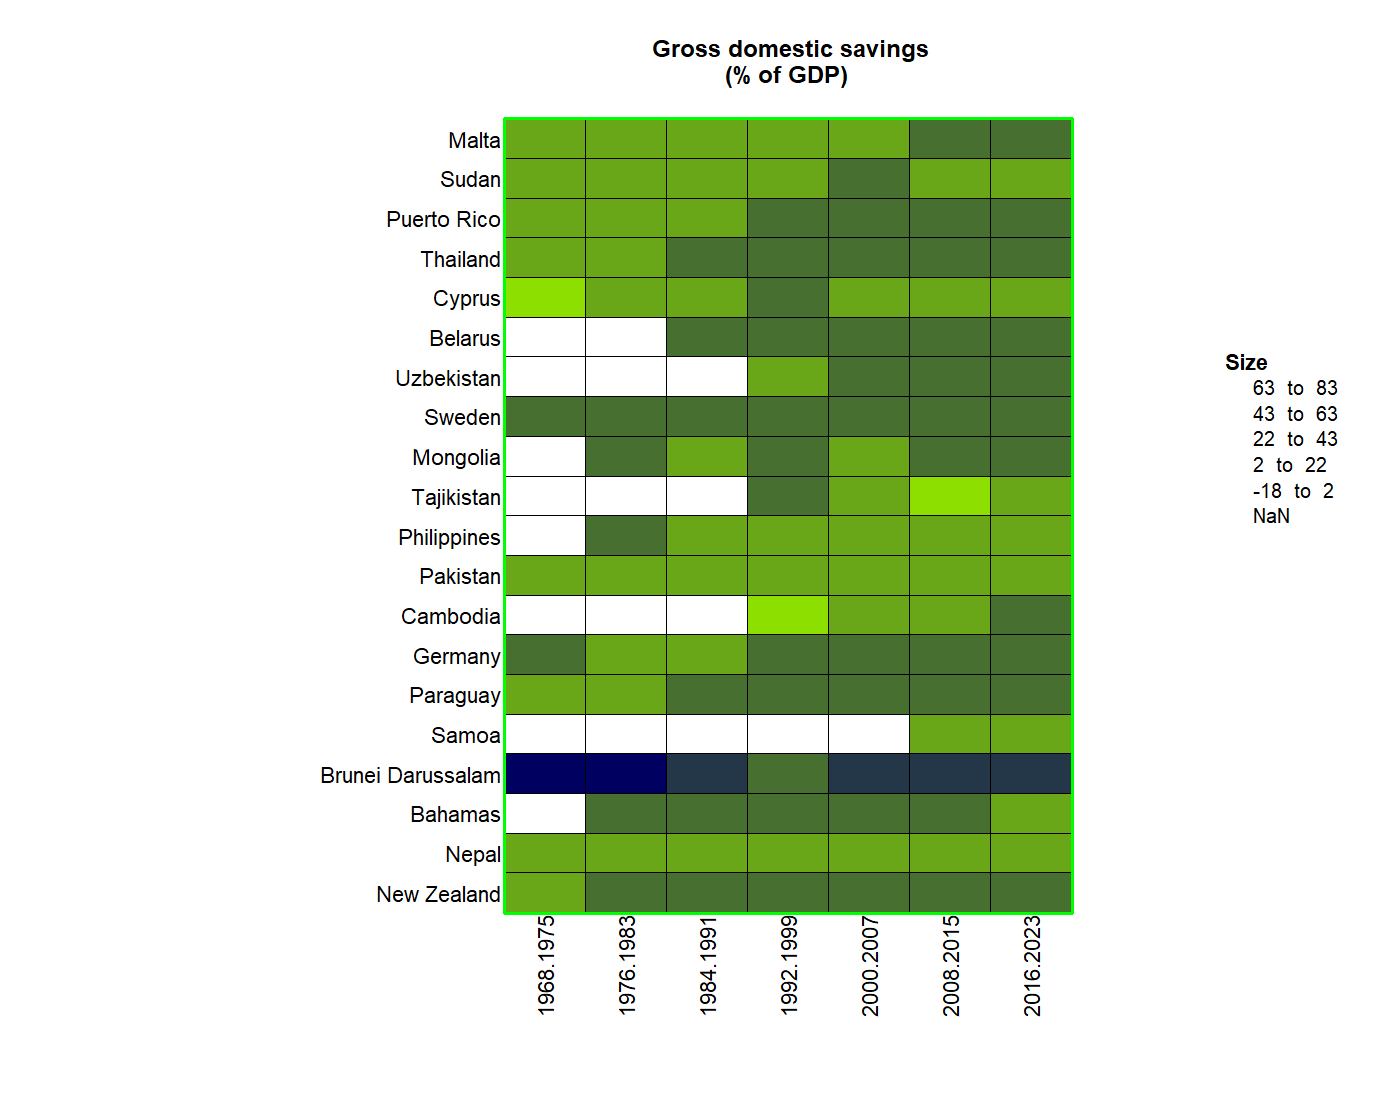 Gross domestic savings
(% of GDP)
Malta
Sudan
Puerto Rico
Thailand
Cyprus
Belarus
Uzbekistan
Sweden
Mongolia
Tajikistan
Philippines
Pakistan
Cambodia
Germany
Paraguay
Samoa
Brunei Darussalam
Bahamas
Nepal
New Zealand
1968.1975
1976.1983
1984.1991
1992.1999
2000.2007
2008.2015
2016.2023
Size
63 to 83
43 to 63
22 to 43
2 to 22
-18 to 2
NaN